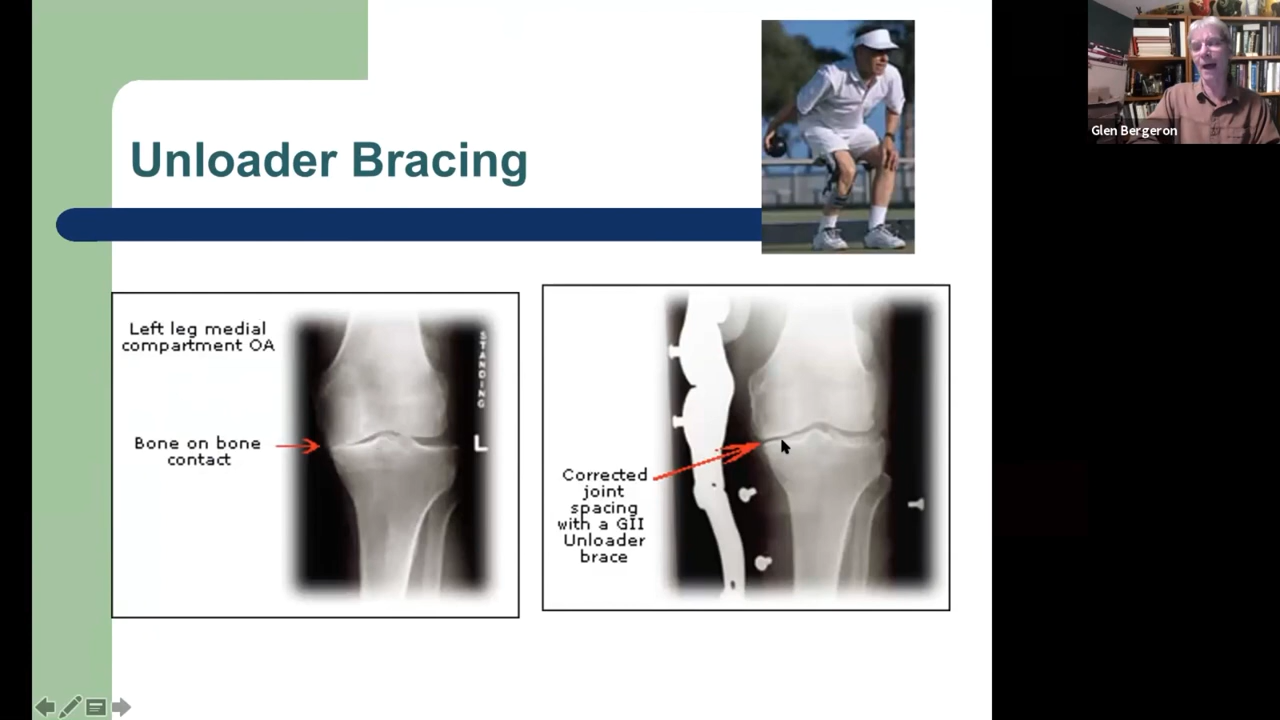 Glen Bergeron
Unloader Bracing
Left leg medial
compartment OA
STANDING
Bone on bone
contact
L
Corrected
joint
spacing
with a GII
Unloader
brace